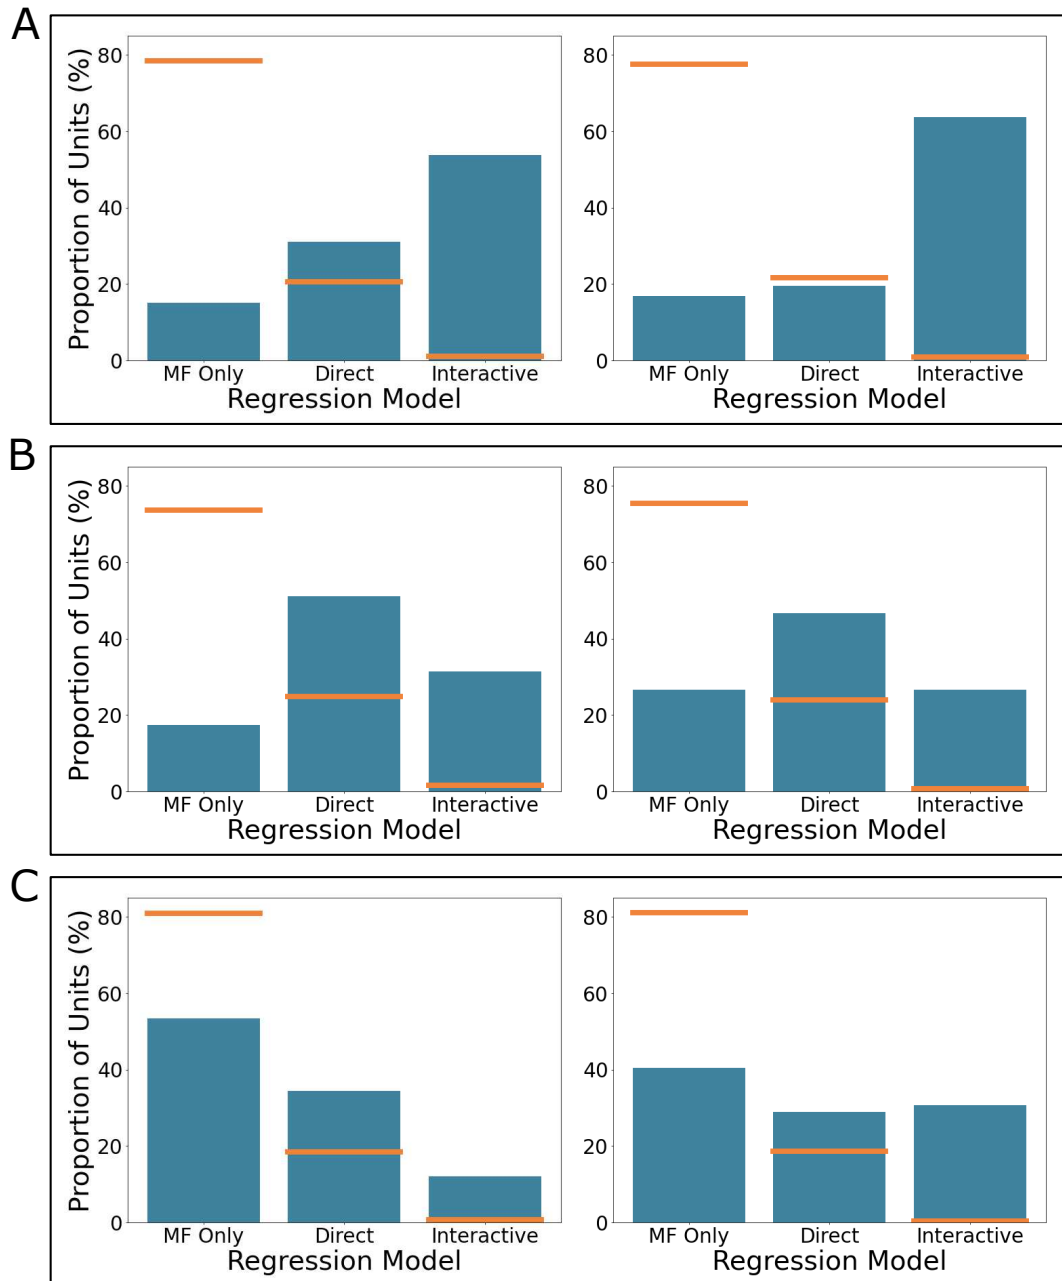 A
Proportion of Units (%)
80
60
40
20
0
MF Only Direct Interactive
Regression Model
80
60
40
20
0
MF Only Direct Interactive
Regression Model
B
Proportion of Units (%)
80
60
40
20
0
MF Only Direct Interactive
Regression Model
80
60
40
20
0
MF Only Direct Interactive
Regression Model
C
Proportion of Units (%)
80
60
40
20
0
MF Only Direct Interactive
Regression Model
80
60
40
20
0
MF Only Direct Interactive
Regression Model